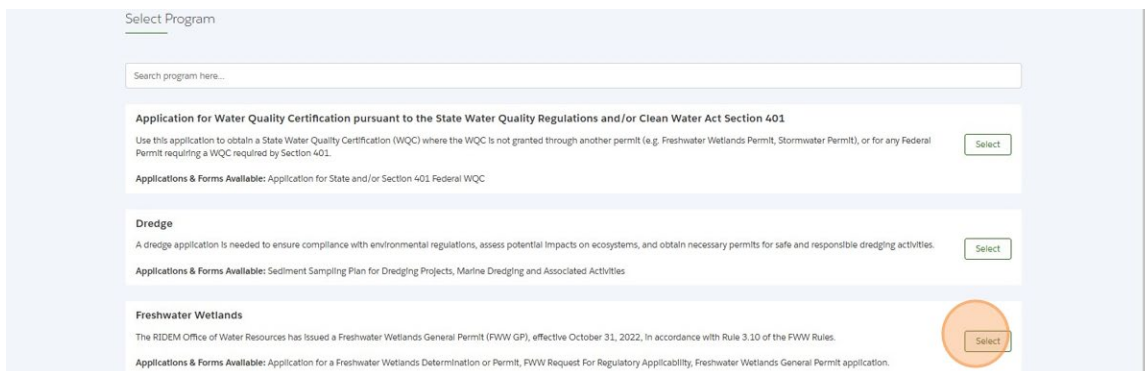 Select Program
Search program here...
Application for Water Quality Certification pursuant to the State Water Quality Regulations and/or Clean Water Act Section 401
Use this application to obtain a State Water Quality Certification (WQC) where the WQC is not granted through another permit (e.g. Freshwater Wetlands Permit, Stormwater Permit), or for any Federal
Permit requiring a WQC required by Section 401.
Select
Applications & Forms Available: Application for State and/or Section 401 Federal WQC
Dredge
A dredge application is needed to ensure compliance with environmental regulations, assess potential impacts on ecosystems, and obtain necessary permits for safe and responsible dredging activities.
Select
Applications & Forms Available: Sediment Sampling Plan for Dredging Projects, Marine Dredging and Associated Activities
Freshwater Wetlands
The RIDEM Office of Water Resources has issued a Freshwater Wetlands General Permit (FWW GP), effective October 31, 2022, in accordance with Rule 3.10 of the FWW Rules.
Select
Applications & Forms Available: Application for a Freshwater Wetlands Determination or Permit, FWW Request For Regulatory Applicability, Freshwater Wetlands General Permit application.